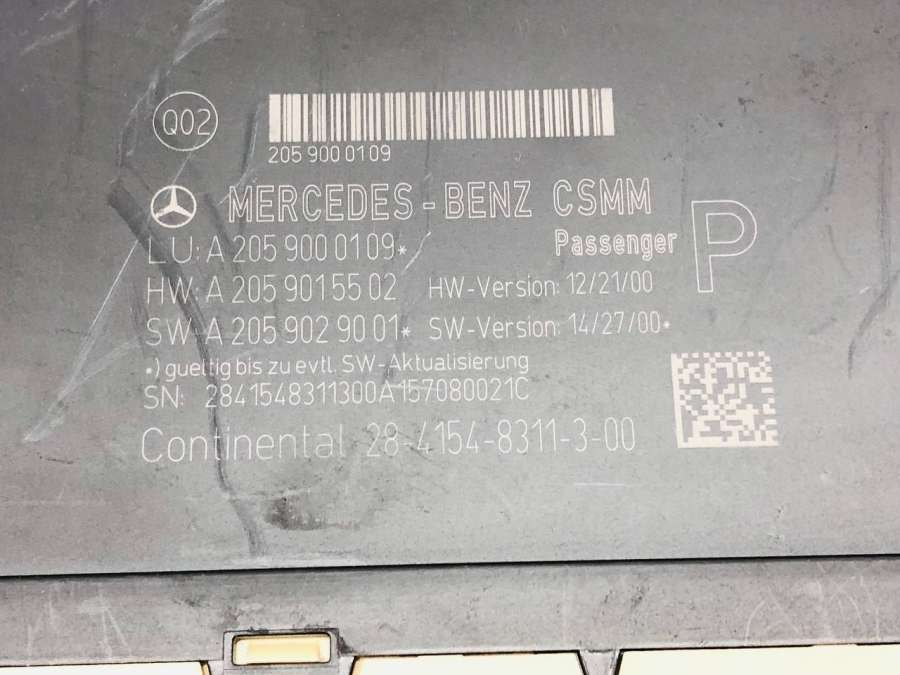 Q02
205 900 01 09
MERCEDES - BENZ CSMM
LU: A 205 900 01 09* Passenger P
HW: A 205 901 55 02 HW-Version: 12/21/00
SW: A 205 902 90 01* SW-Version: 14/27/00*
*) gueltig bis zu evtl. SW-Aktualisierung
SN: 2841548311300A157080021C
Continental 28-4154-8311-3-00